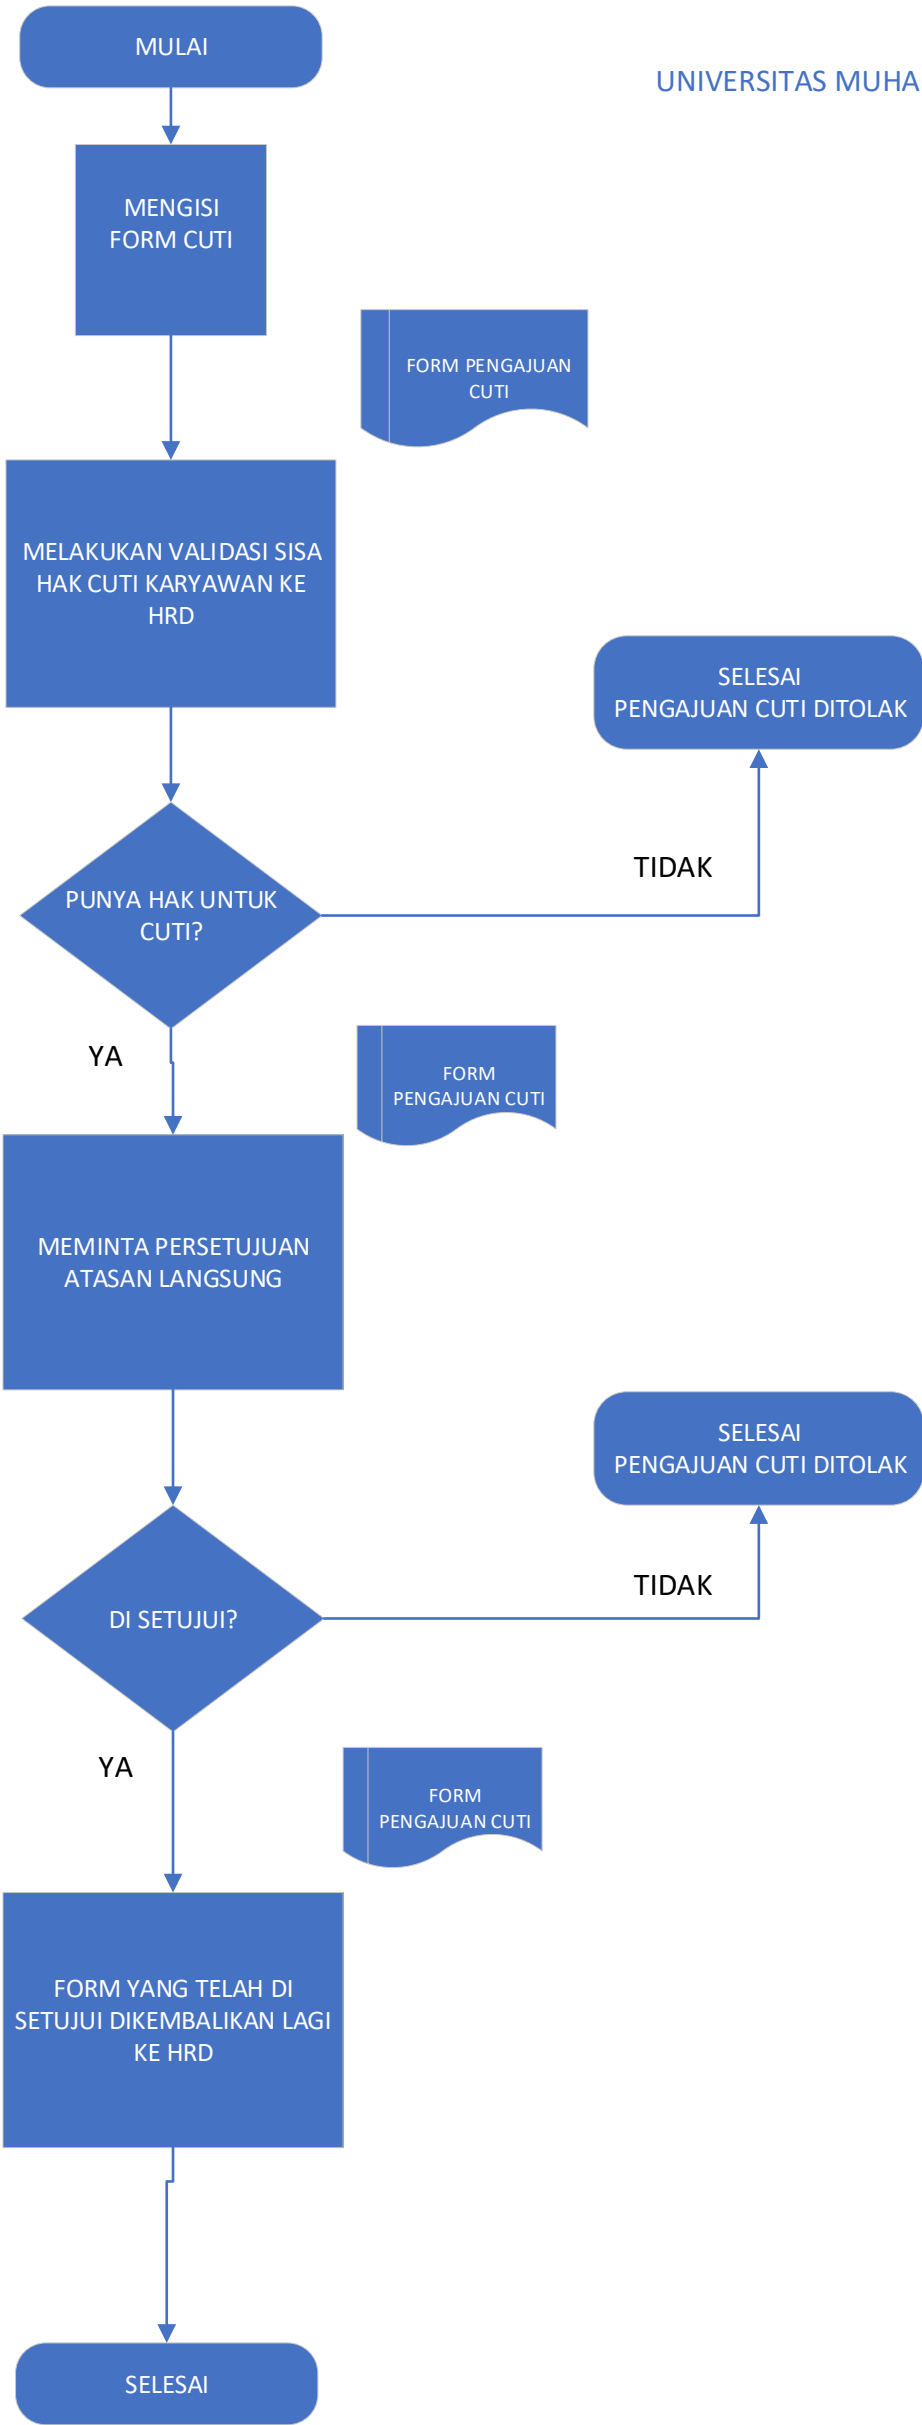 MULAI
UNIVERSITAS MUHA
MENGISI
FORM CUTI
FORM PENGAJUAN
CUTI
MELAKUKAN VALIDASI SISA
HAK CUTI KARYAWAN KE
HRD
SELESAI
PENGAJUAN CUTI DITOLAK
TIDAK
PUNYA HAK UNTUK
CUTI?
YA
FORM
PENGAJUAN CUTI
MEMINTA PERSETUJUAN
ATASAN LANGSUNG
SELESAI
PENGAJUAN CUTI DITOLAK
TIDAK
DI SETUJUI?
YA
FORM
PENGAJUAN CUTI
FORM YANG TELAH DI
SETUJUI DIKEMBALIKAN LAGI
KE HRD
SELESAI